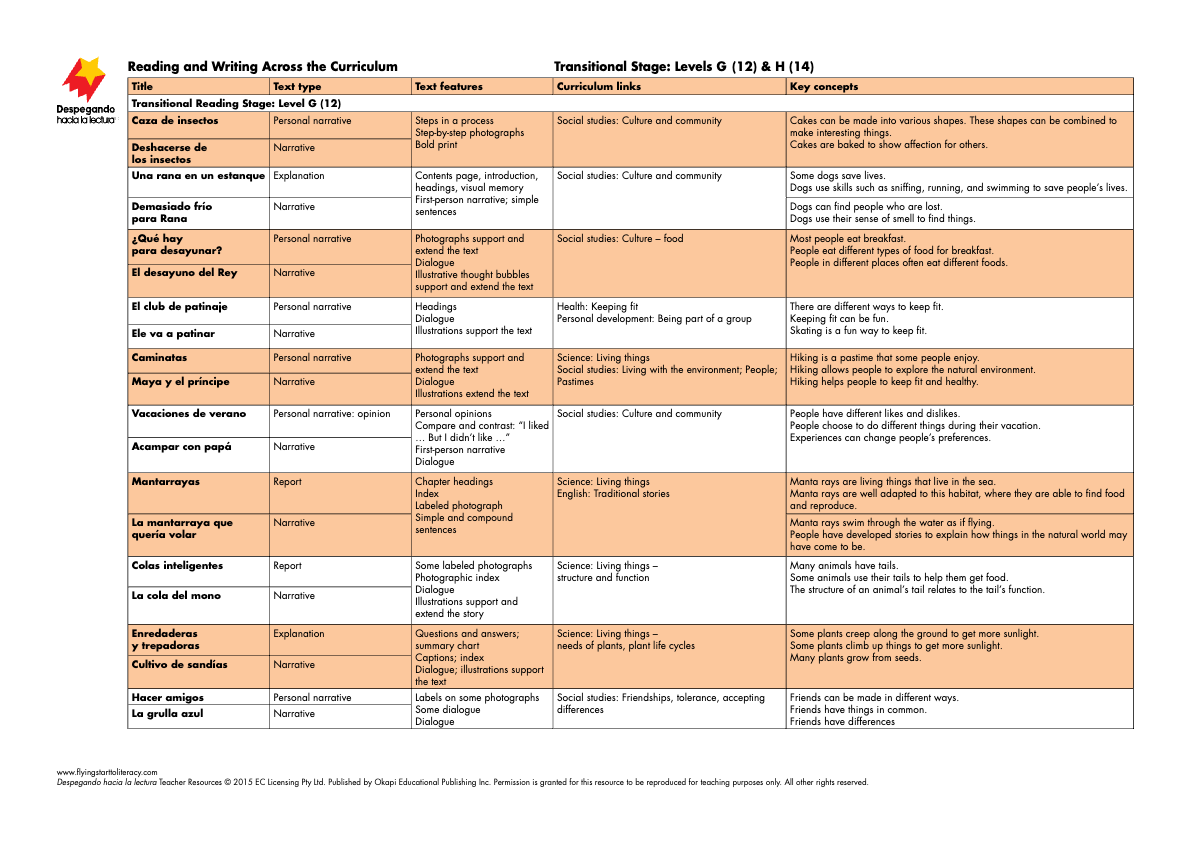 Despegando
hacia la lectura
Reading and Writing Across the Curriculum
Transitional Stage: Levels G (12) & H (14)
Title Text type Text features Curriculum links Key concepts
Transitional Reading Stage: Level G (12)
Caza de insectos
Personal narrative
Deshacerse de
los insectos
Narrative
Steps in a process
Step-by-step photographs
Bold print
Social studies: Culture and community
Cakes can be made into various shapes. These shapes can be combined to
make interesting things.
Cakes are baked to show affection for others.
Una rana en un estanque
Explanation
Demasiado frío
para Rana
Narrative
Contents page, introduction,
headings, visual memory
First-person narrative; simple
sentences
Social studies: Culture and community
Some dogs save lives.
Dogs use skills such as sniffing, running, and swimming to save people's lives.
Dogs can find people who are lost.
Dogs use their sense of smell to find things.
¿Qué hay
para desayunar?
Personal narrative
El desayuno del Rey
Narrative
Photographs support and
extend the text
Dialogue
Illustrative thought bubbles
support and extend the text
Social studies: Culture – food
Most people eat breakfast.
People eat different types of food for breakfast.
People in different places often eat different foods.
El club de patinaje
Personal narrative
Ele va a patinar
Narrative
Headings
Dialogue
Illustrations support the text
Health: Keeping fit
Personal development: Being part of a group
There are different ways to keep fit.
Keeping fit can be fun.
Skating is a fun way to keep fit.
Caminatas
Personal narrative
Maya y el príncipe
Narrative
Photographs support and
extend the text
Dialogue
Illustrations extend the text
Science: Living things
Social studies: Living with the environment; People;
Pastimes
Hiking is a pastime that some people enjoy.
Hiking allows people to explore the natural environment.
Hiking helps people to keep fit and healthy.
Vacaciones de verano
Personal narrative: opinion
Acampar con papá
Narrative
Personal opinions
Compare and contrast: “I liked
… But I didn’t like …“
First-person narrative
Dialogue
Social studies: Culture and community
People have different likes and dislikes.
People choose to do different things during their vacation.
Experiences can change people’s preferences.
Mantarrayas
Report
La mantarraya que
quería volar
Narrative
Chapter headings
Index
Labeled photograph
Simple and compound
sentences
Science: Living things
English: Traditional stories
Manta rays are living things that live in the sea.
Manta rays are well adapted to this habitat, where they are able to find food
and reproduce.
Manta rays swim through the water as if flying.
People have developed stories to explain how things in the natural world may
have come to be.
Colas inteligentes
Report
La cola del mono
Narrative
Some labeled photographs
Photographic index
Dialogue
Illustrations support and
extend the story
Science: Living things –
structure and function
Many animals have tails.
Some animals use their tails to help them get food.
The structure of an animal’s tail relates to the tail’s function.
Enredaderas
y trepadoras
Explanation
Cultivo de sandías
Narrative
Questions and answers;
summary chart
Captions; index
Dialogue; illustrations support
the text
Science: Living things –
needs of plants, plant life cycles
Some plants creep along the ground to get more sunlight.
Some plants climb up things to get more sunlight.
Many plants grow from seeds.
Hacer amigos
Personal narrative
La grulla azul
Narrative
Labels on some photographs
Some dialogue
Dialogue
Social studies: Friendships, tolerance, accepting
differences
Friends can be made in different ways.
Friends have things in common.
Friends have differences
www.flyingstarttoliteracy.com
Despegando hacia la lectura Teacher Resources © 2015 EC Licensing Pty Ltd. Published by Okapi Educational Publishing Inc. Permission is granted for this resource to be reproduced for teaching purposes only. All other rights reserved.